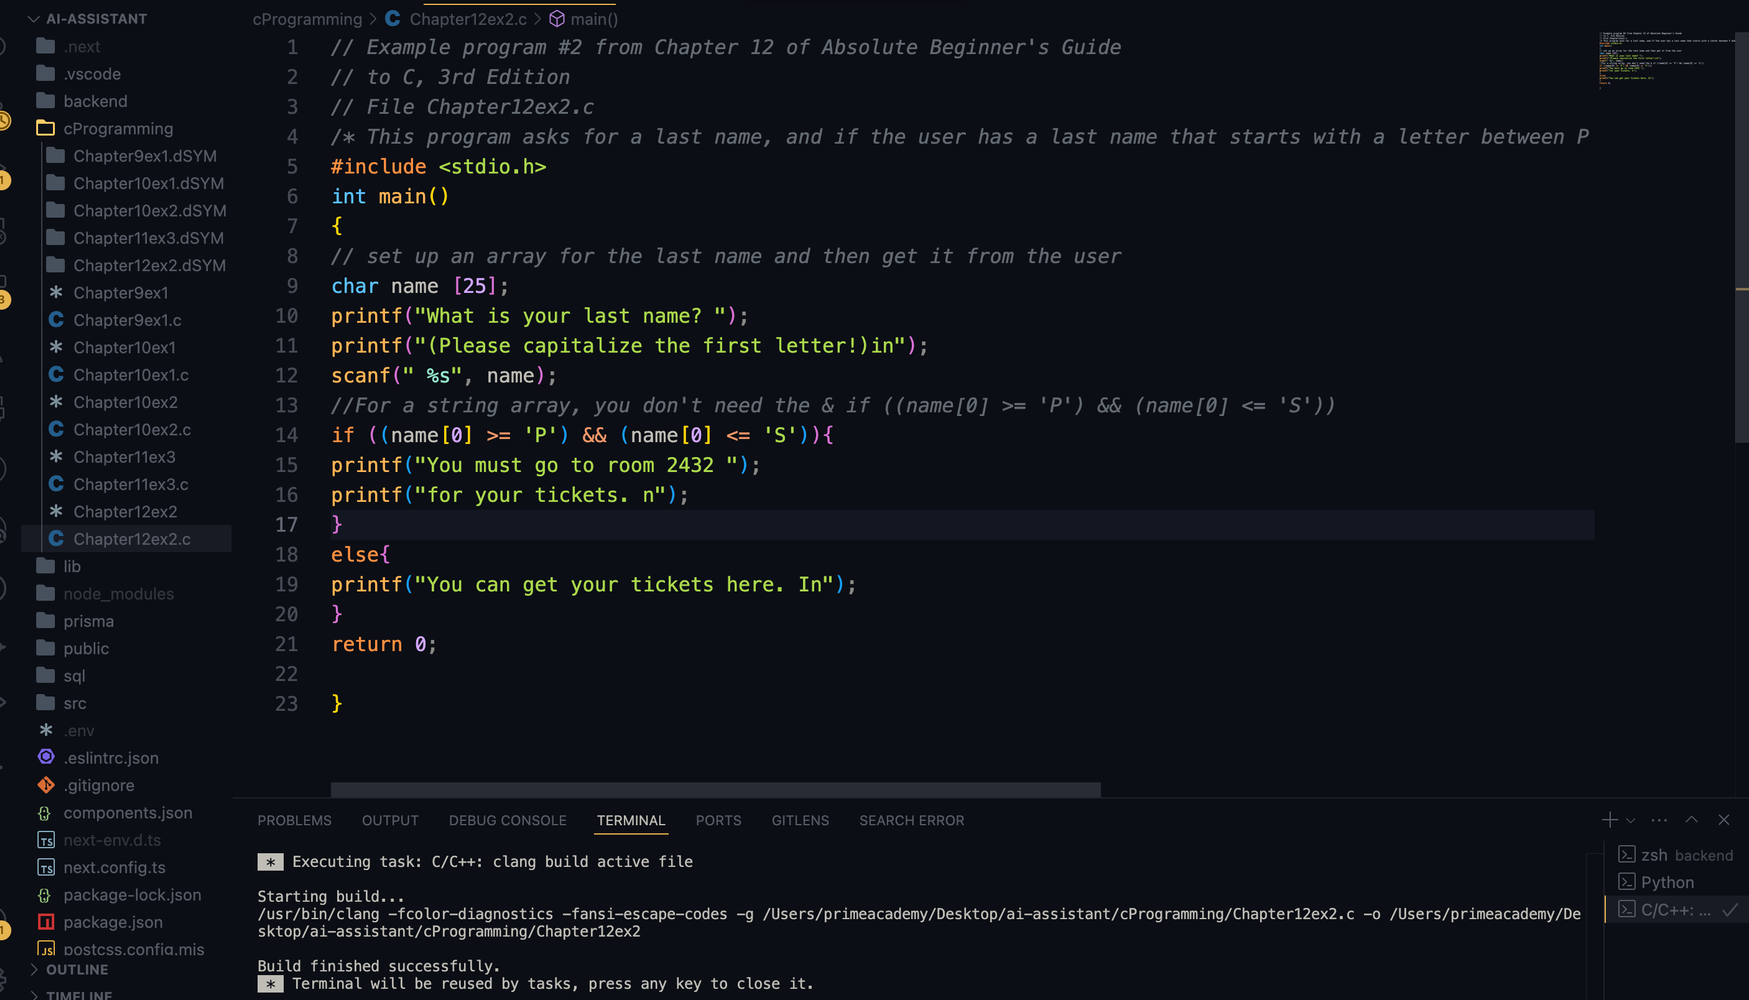 AI-ASSISTANT
.next
.vscode
backend
cProgramming
Chapter9ex1.dSYM
Chapter10ex1.dSYM
Chapter10ex2.dSYM
Chapter11ex3.dSYM
Chapter12ex2.dSYM
Chapter9ex1
Chapter9ex1.c
Chapter10ex1
Chapter10ex1.c
Chapter10ex2
Chapter10ex2.c
Chapter11ex3
Chapter11ex3.c
Chapter12ex2
Chapter12ex2.c
lib
node_modules
prisma
public
sql
src
.env
.eslintrc.json
.gitignore
components.json
next-env.d.ts
next.config.ts
package-lock.json
package.json
postcss.config.mjs
OUTLINE
TIMELINE
cProgramming > C Chapter12ex2.c > main()
1 // Example program #2 from Chapter 12 of Absolute Beginner's Guide
2 // to C, 3rd Edition
3 // File Chapter12ex2.c
4 /* This program asks for a last name, and if the user has a last name that starts with a letter between P
5 #include <stdio.h>
6 int main()
7 {
8 // set up an array for the last name and then get it from the user
9 char name [25];
10 printf("What is your last name? ");
11 printf("(Please capitalize the first letter!)in");
12 scanf(" %s", name);
13 //For a string array, you don't need the & if ((name[0] >= 'P') && (name[0] <= 'S'))
14 if ((name[0] >= 'P') && (name[0] <= 'S')){
15 printf("You must go to room 2432 ");
16 printf("for your tickets. n");
17 }
18 else{
19 printf("You can get your tickets here. In");
20 }
21 return 0;
22
23 }
PROBLEMS OUTPUT DEBUG CONSOLE TERMINAL PORTS GITLENS SEARCH ERROR
* Executing task: C/C++: clang build active file
Starting build...
/usr/bin/clang -fcolor-diagnostics -fansi-escape-codes -g /Users/primeacademy/Desktop/ai-assistant/cProgramming/Chapter12ex2.c -o /Users/primeacademy/De
sktop/ai-assistant/cProgramming/Chapter12ex2
Build finished successfully.
* Terminal will be reused by tasks, press any key to close it.
zsh backend
Python
C/C++: ...